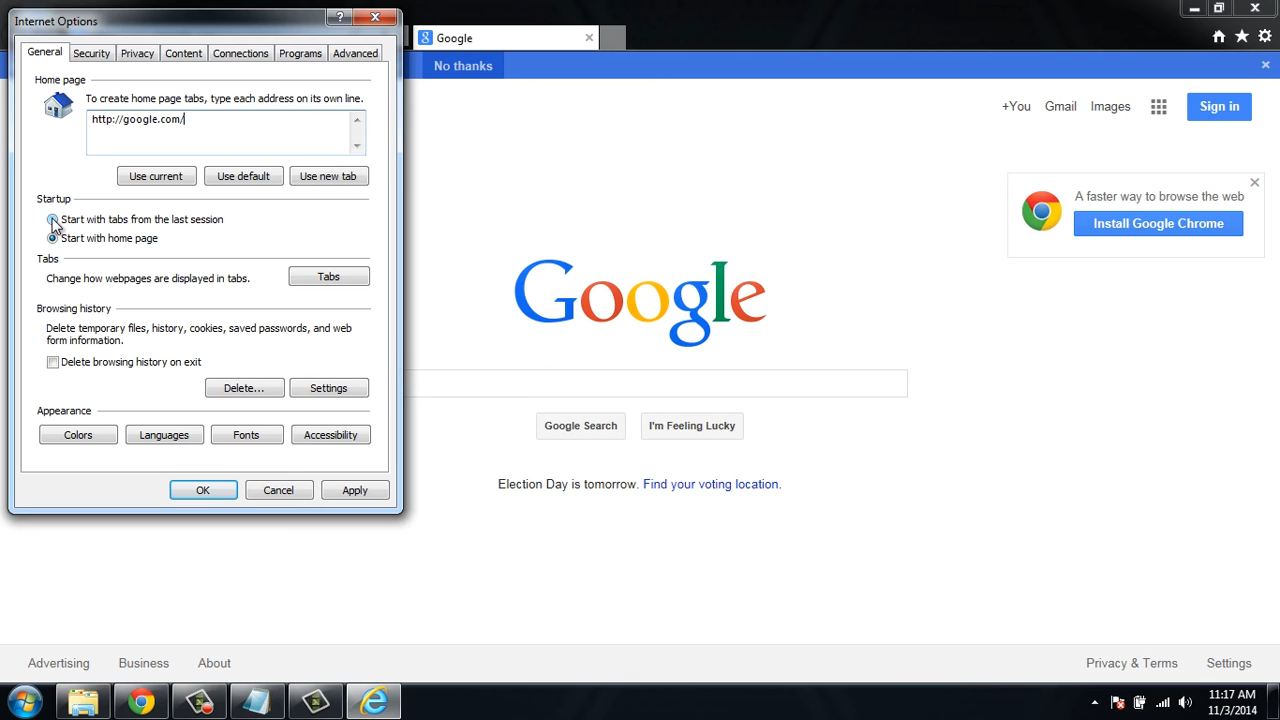 Internet Options
?
General Security Privacy Content Connections Programs Advanced
Home page
To create home page tabs, type each address on its own line.
http://google.com/
Use current Use default Use new tab
Startup
Start with tabs from the last session
Start with home page
Tabs
Change how webpages are displayed in tabs.
Tabs
Browsing history
Delete temporary files, history, cookies, saved passwords, and web
form information.
Delete browsing history on exit
Delete... Settings
Appearance
Colors Languages Fonts Accessibility
OK Cancel Apply
8 Google
No thanks
+You Gmail Images Sign in
A faster way to browse the web
Install Google Chrome
Google
Google Search I'm Feeling Lucky
Election Day is tomorrow. Find your voting location.
Advertising Business About Privacy & Terms Settings
11:17 AM
11/3/2014